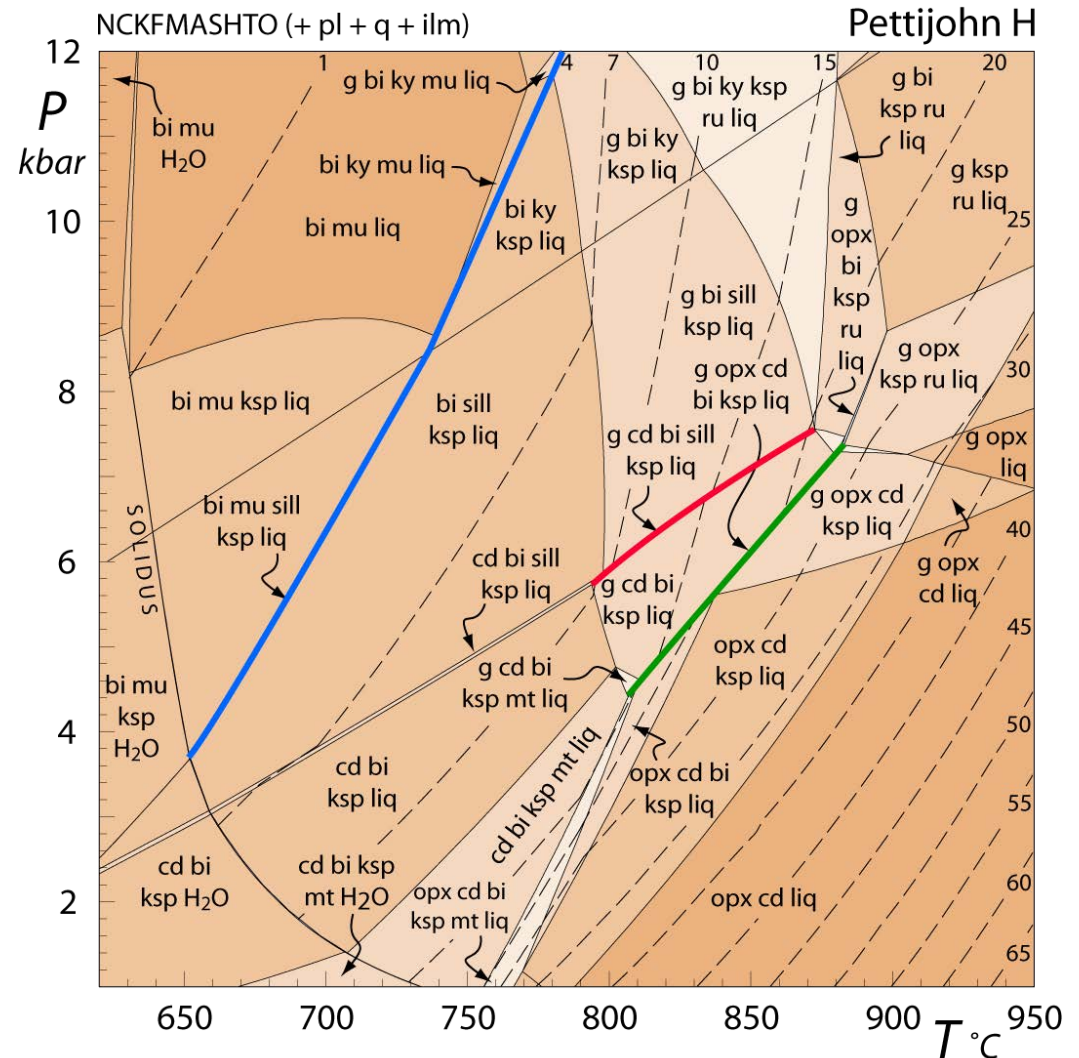 NCKFMASHTO (+ pl + q + ilm)
Pettijohn H
12
P
kbar
10
8
6
4
2
1
4
7
10
15
20
25
30
40
45
50
55
60
65
bi mu
H₂O
g bi ky mu liq
bi ky mu liq
bi mu liq
bi ky
ksp liq
g bi ky
ksp liq
g bi ky ksp
ru liq
g bi
ksp ru
liq
g ksp
ru liq
g
opx
bi
ksp
ru
liq
g bi sill
ksp liq
g opx cd
bi ksp liq
g opx
ksp ru liq
bi mu ksp liq
bi sill
ksp liq
g cd bi sill
ksp liq
g opx
liq
bi mu sill
ksp liq
g opx cd
ksp liq
SOLIDUS
cd bi sill
ksp liq
g cd bi
ksp liq
g opx
cd liq
g cd bi
ksp mt liq
opx cd
ksp liq
bi mu
ksp
H₂O
cd bi
ksp liq
cd bi ksp mt liq
opx cd bi
ksp liq
cd bi
ksp H₂O
cd bi ksp
mt H₂O
opx cd bi
ksp mt liq
opx cd liq
650
700
750
800
850
900
950
T °C